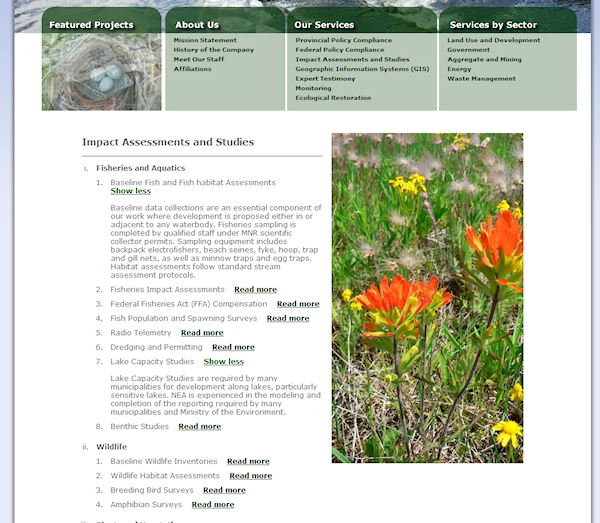 Featured Projects
About Us
Mission Statement
History of the Company
Meet Our Staff
Affiliations
Our Services
Provincial Policy Compliance
Federal Policy Compliance
Impact Assessments and Studies
Geographic Information Systems (GIS)
Expert Testimony
Monitoring
Ecological Restoration
Services by Sector
Land Use and Development
Government
Aggregate and Mining
Energy
Waste Management
Impact Assessments and Studies
i. Fisheries and Aquatics
1. Baseline Fish and Fish habitat Assessments
Show less
Baseline data collections are an essential component of
our work where development is proposed either in or
adjacent to any waterbody. Fisheries sampling is
completed by qualified staff under MNR scientific
collector permits. Sampling equipment includes
backpack electrofishers, beach seines, fyke, hoop, trap
and gill nets, as well as minnow traps and egg traps.
Habitat assessments follow standard stream
assessment protocols.
2. Fisheries Impact Assessments Read more
3. Federal Fisheries Act (FFA) Compensation Read more
4. Fish Population and Spawning Surveys Read more
5. Radio Telemetry Read more
6. Dredging and Permitting Read more
7. Lake Capacity Studies Show less
Lake Capacity Studies are required by many
municipalities for development along lakes, particularly
sensitive lakes. NEA is experienced in the modeling and
completion of the reporting required by many
municipalities and Ministry of the Environment.
8. Benthic Studies Read more
ii. Wildlife
1. Baseline Wildlife Inventories Read more
2. Wildlife Habitat Assessments Read more
3. Breeding Bird Surveys Read more
4. Amphibian Surveys Read more